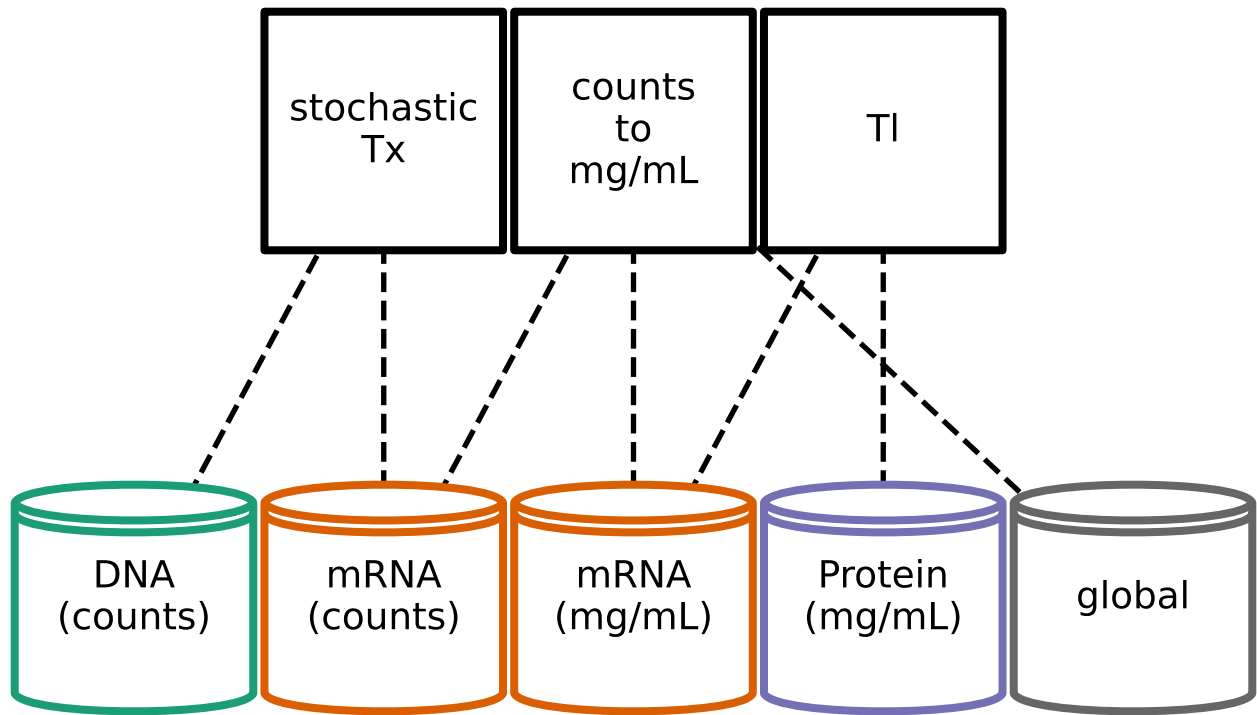 stochastic
Tx
counts
to
mg/mL
Tl
DNA
(counts)
mRNA
(counts)
mRNA
(mg/mL)
Protein
(mg/mL)
global